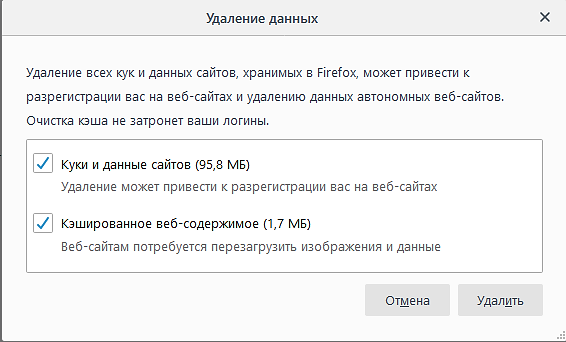 Удаление данных
Удаление всех кук и данных сайтов, хранимых в Firefox, может привести к
разрегистрации вас на веб-сайтах и удалению данных автономных веб-сайтов.
Очистка кэша не затронет ваши логины.
Куки и данные сайтов (95,8 МБ)
Удаление может привести к разрегистрации вас на веб-сайтах
Кэшированное веб-содержимое (1,7 МБ)
Веб-сайтам потребуется перезагрузить изображения и данные
Отмена
Удалить